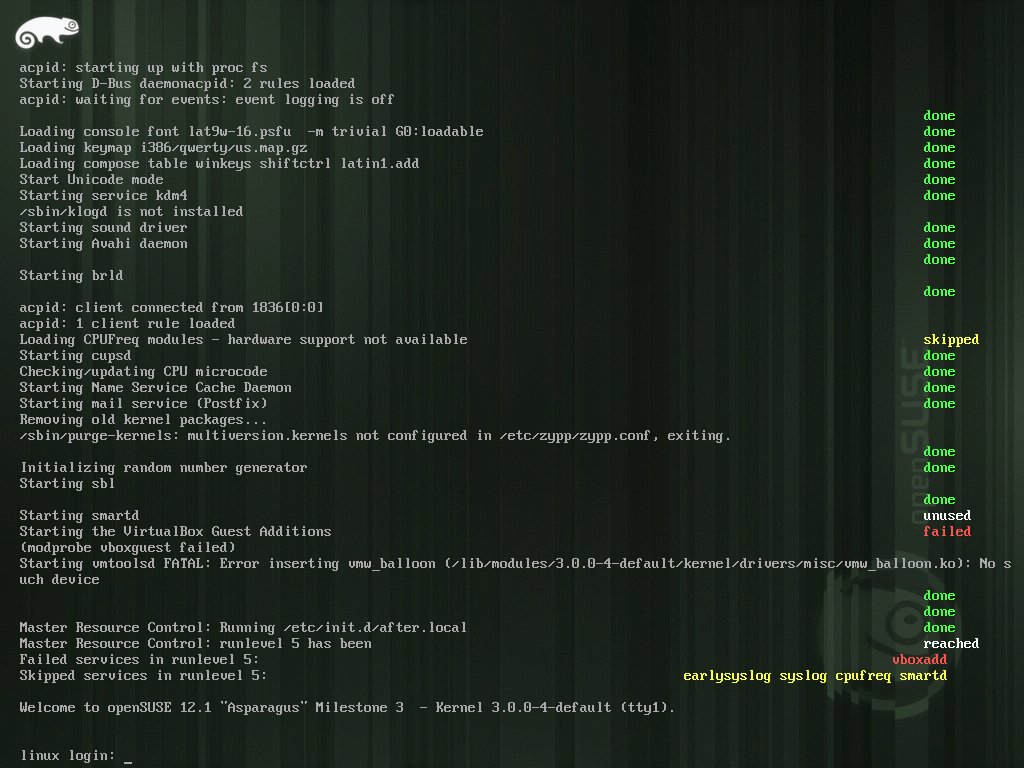 acpid: starting up with proc fs
Starting D-Bus daemonacpid: 2 rules loaded
acpid: waiting for events: event logging is off
done
Loading console font lat9w-16.psfu  -m trivial G0:loadable done
Loading keymap i386/qwerty/us.map.gz done
Loading compose table winkeys shiftctrl latin1.add done
Start Unicode mode done
Starting service kdm4 done
/sbin/klogd is not installed
Starting sound driver done
Starting Avahi daemon done
done
Starting brld
done
acpid: client connected from 1836[0:0]
acpid: 1 client rule loaded
Loading CPUFreq modules - hardware support not available skipped
Starting cupsd done
Checking/updating CPU microcode done
Starting Name Service Cache Daemon done
Starting mail service (Postfix) done
Removing old kernel packages...
/sbin/purge-kernels: multiversion.kernels not configured in /etc/zypp/zypp.conf, exiting.
done
Initializing random number generator done
Starting sbl
done
Starting smartd unused
Starting the VirtualBox Guest Additions failed
(modprobe vboxguest failed)
Starting vmtoolsd FATAL: Error inserting vmw_balloon (/lib/modules/3.0.0-4-default/kernel/drivers/misc/vmw_balloon.ko): No s
uch device
done
done
Master Resource Control: Running /etc/init.d/after.local done
Master Resource Control: runlevel 5 has been reached
Failed services in runlevel 5: vboxadd
Skipped services in runlevel 5: earlysyslog syslog cpufreq smartd
Welcome to openSUSE 12.1 "Asparagus" Milestone 3  - Kernel 3.0.0-4-default (tty1).
linux login: _
openSUSE